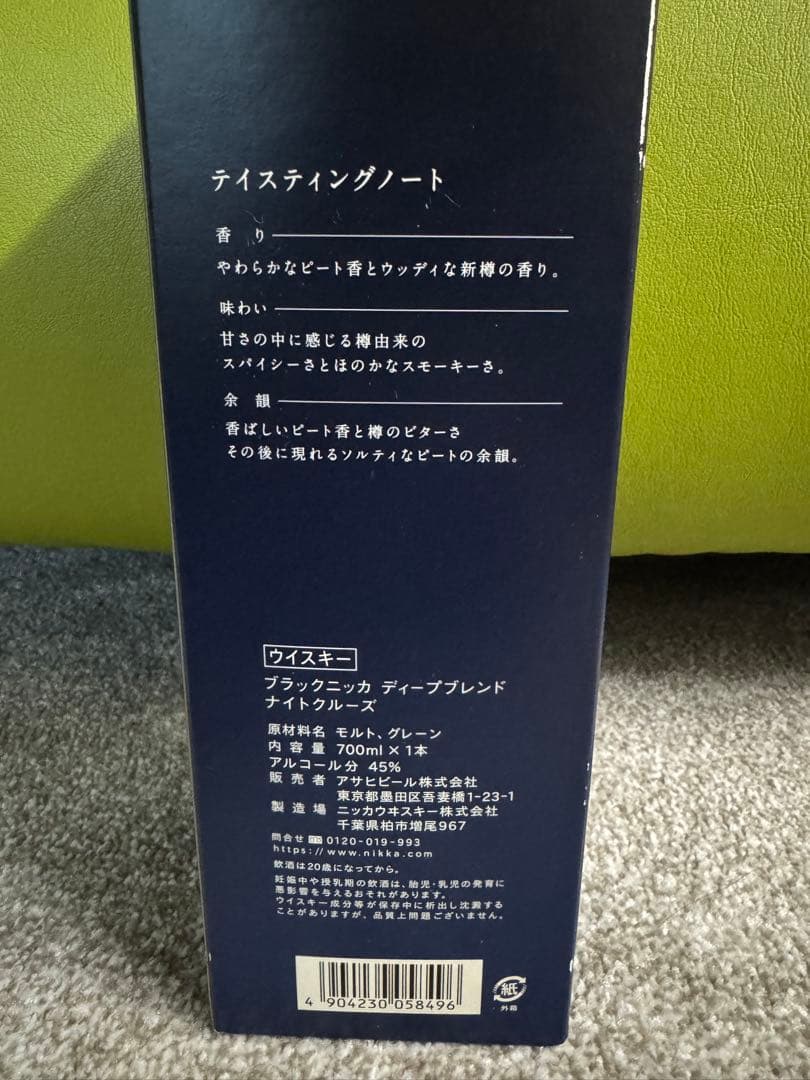 テイスティングノート
香 り
やわらかなピート香とウッディな新樽の香り。
味わい
甘さの中に感じる樽由来の
スパイシーさとほのかなスモーキーさ。
余 韻
香ばしいピート香と樽のビターさ
その後に現れるソルティなピートの余韻。
ウイスキー
ブラックニッカ ディープブレンド
ナイトクルーズ
原材料名 モルト、グレーン
内 容 量 700ml×1本
アルコール分 45%
販 売 者 アサヒビール株式会社
東京都墨田区吾妻橋1-23-1
製 造 場 ニッカウヰスキー株式会社
千葉県柏市増尾967
問合せ 0120-019-993
https://www.nikka.com
飲酒は20歳になってから。
妊娠中や授乳期の飲酒は、胎児・乳児の発育に
悪影響を与えるおそれがあります。
ウイスキー成分等が保存中に析出し沈澱する
ことがありますが、品質上問題ございません。
4 904230 058496
紙
外箱